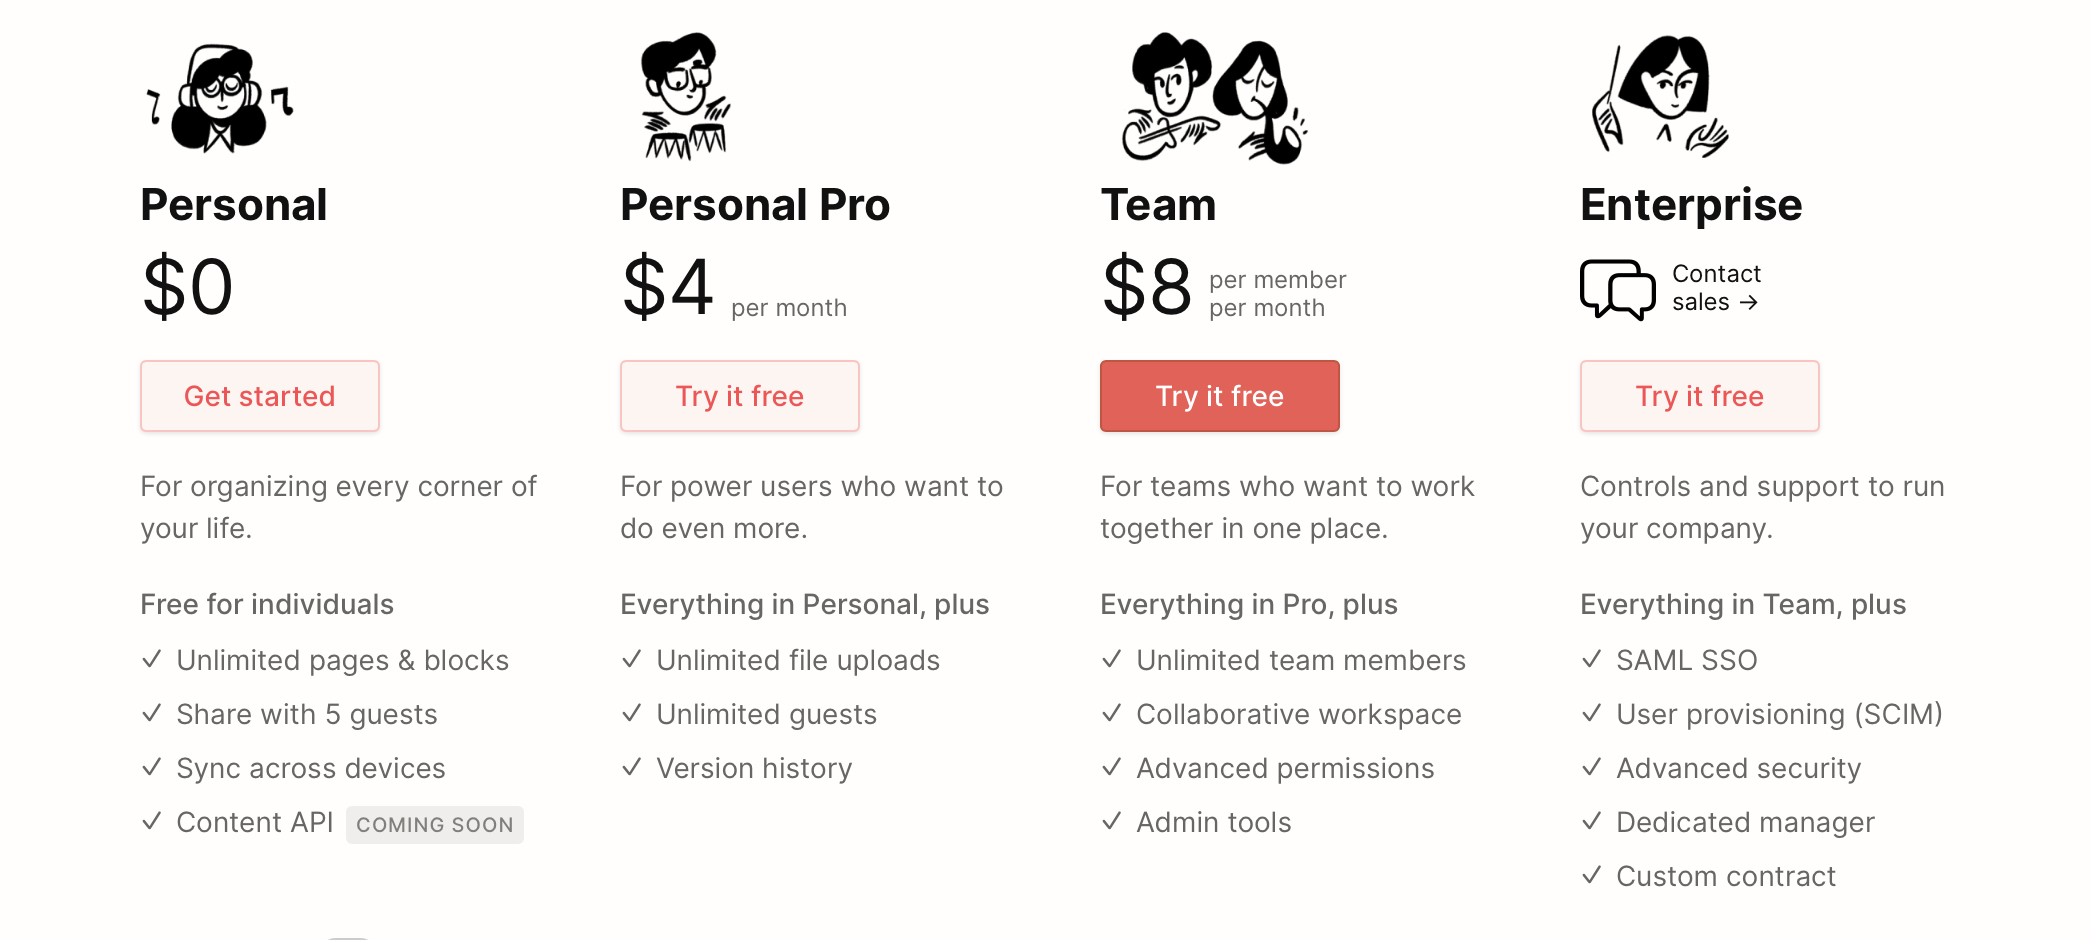 Personal
$0
Get started
For organizing every corner of
your life.
Free for individuals
✓ Unlimited pages & blocks
✓ Share with 5 guests
✓ Sync across devices
✓ Content API COMING SOON
Personal Pro
$4 per month
Try it free
For power users who want to
do even more.
Everything in Personal, plus
✓ Unlimited file uploads
✓ Unlimited guests
✓ Version history
Team
$8 per member
per month
Try it free
For teams who want to work
together in one place.
Everything in Pro, plus
✓ Unlimited team members
✓ Collaborative workspace
✓ Advanced permissions
✓ Admin tools
Enterprise
Contact
sales →
Try it free
Controls and support to run
your company.
Everything in Team, plus
✓ SAML SSO
✓ User provisioning (SCIM)
✓ Advanced security
✓ Dedicated manager
✓ Custom contract